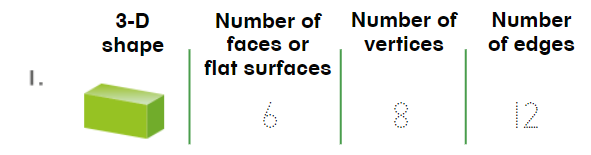 3-D shape
Number of faces or flat surfaces
Number of vertices
Number of edges
1.
6
8
12